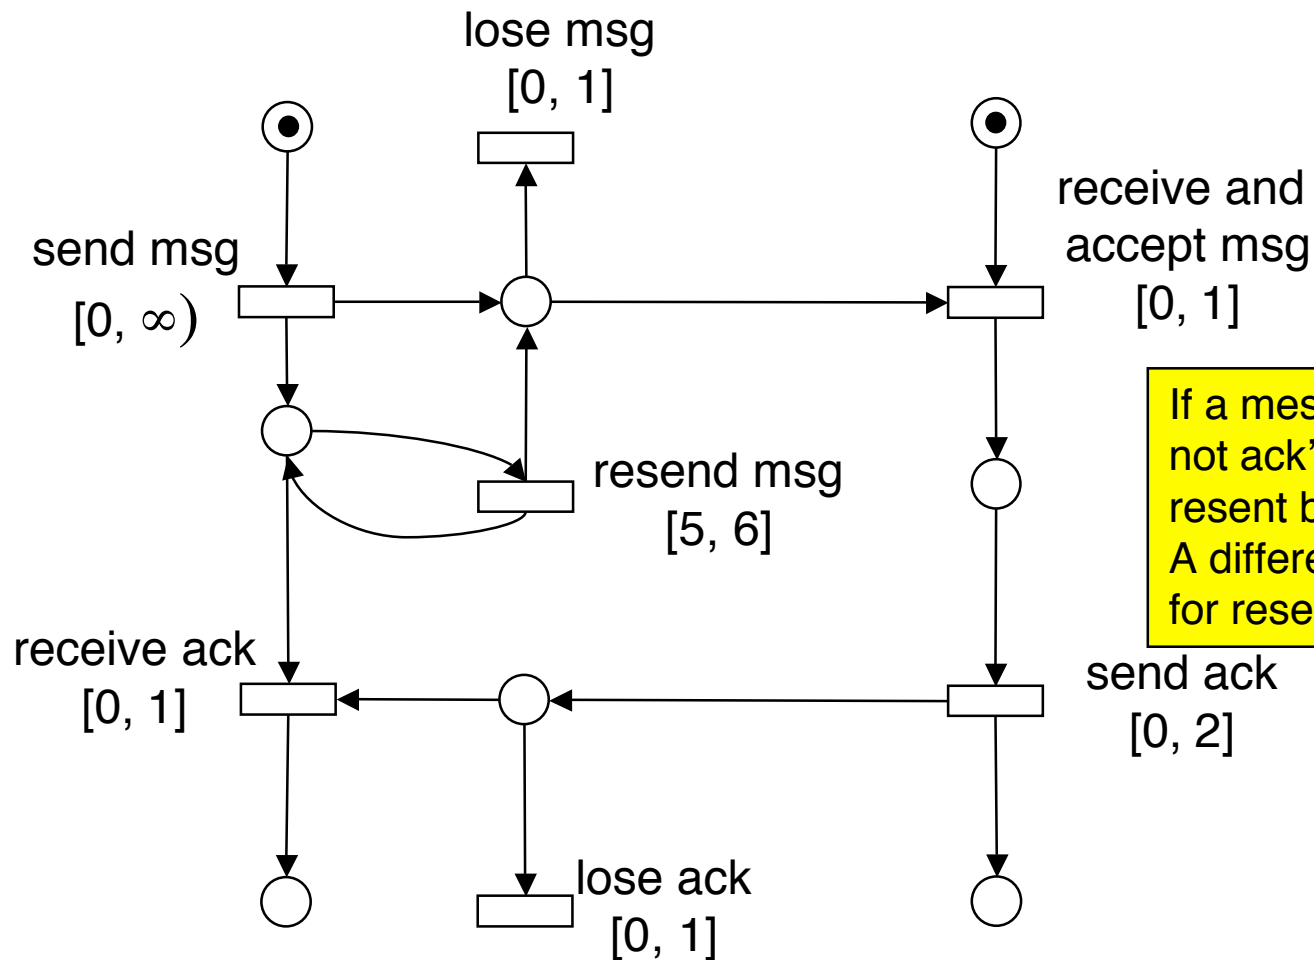 lose msg
[0, 1]
receive and
accept msg
[0, 1]
send msg
[0, ∞)
If a mes
not ack'
resent b
A differe
for rese
resend msg
[5, 6]
receive ack
[0, 1]
send ack
[0, 2]
lose ack
[0, 1]